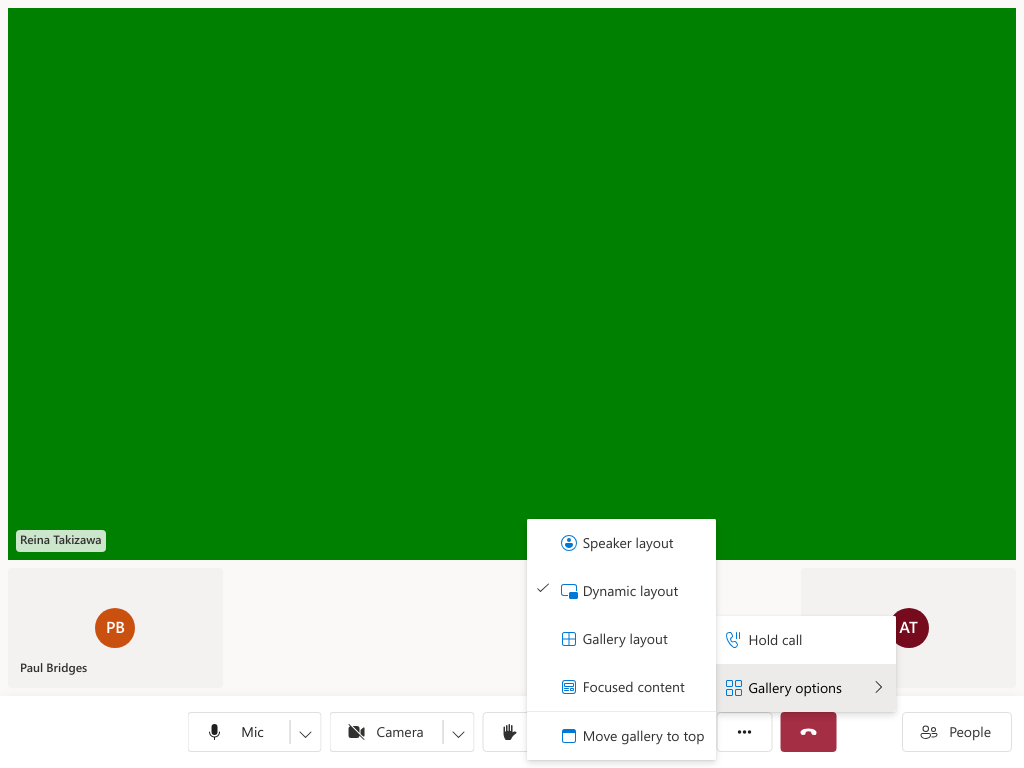 Reina Takizawa
PB
Paul Bridges
AT
Speaker layout
Dynamic layout
Gallery layout
Focused content
Move gallery to top
Hold call
Gallery options
Mic
Camera
People